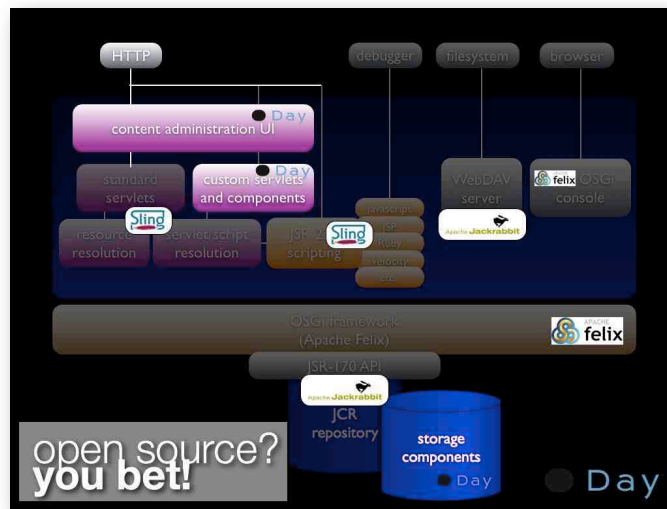 HTTP
debugger
filesystem
browser
Day
content administration UI
Day
standard
servlets
custom servlets
and components
WebDAV
server
felix
OSGi
console
javascript
JSP
Ruby
velocity
etc
Sling
Sling
resource
resolution
servlet/script
resolution
scripting
Apache Jackrabbit
OSGi framework
(Apache Felix)
APACHE
felix
JSR-170 API
Apache Jackrabbit
JCR
repository
storage
components
Day
open source?
you bet!
Day